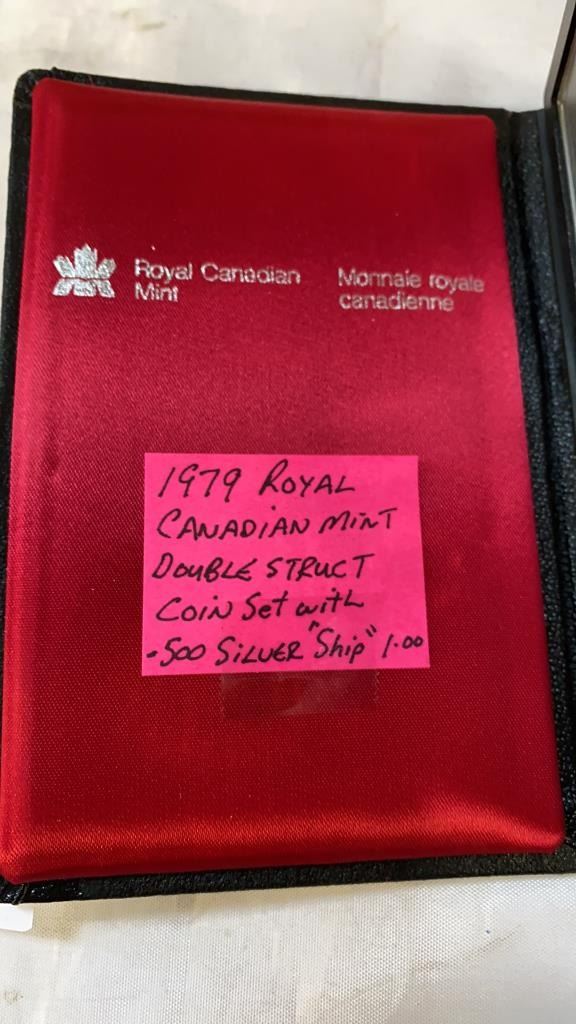 Royal Canadian
Mint
Monnaie royale
canadienne
1979 ROYAL
CANADIAN MINT
DOUBLE STRUCT
COIN Set with
.500 SILVER "Ship" 1.00